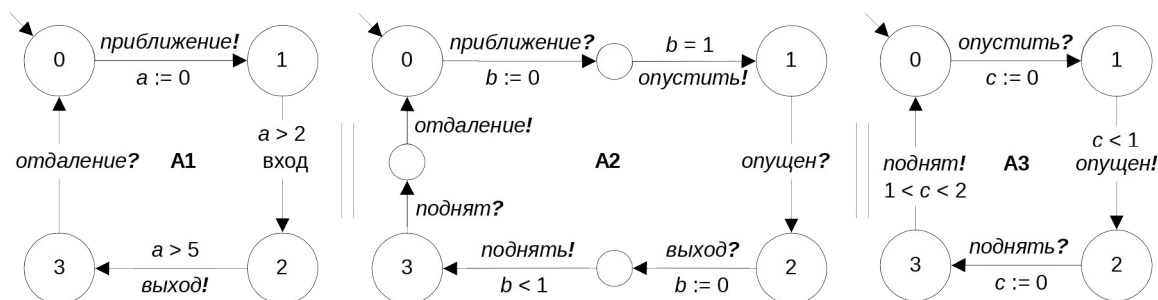 приближение!
0
a := 0
1
a > 2
вход
отдаление?
A1
a > 5
3
выход!
2
приближение?
0
b := 0
b = 1
опустить!
1
отдаление!
A2
опущен?
поднят?
поднять!
3
b < 1
выход?
b := 0
2
опустить?
0
c := 0
1
c < 1
опущен!
поднят!
1 < c < 2
A3
поднять?
3
c := 0
2